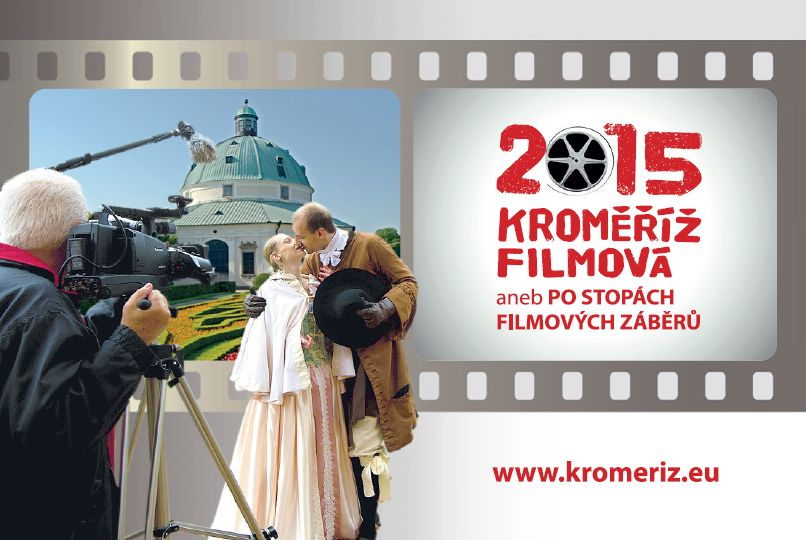 2015
KROMĚŘÍŽ
FILMOVÁ
aneb PO STOPÁCH
FILMOVÝCH ZÁBĚRŮ
www.kromeriz.eu